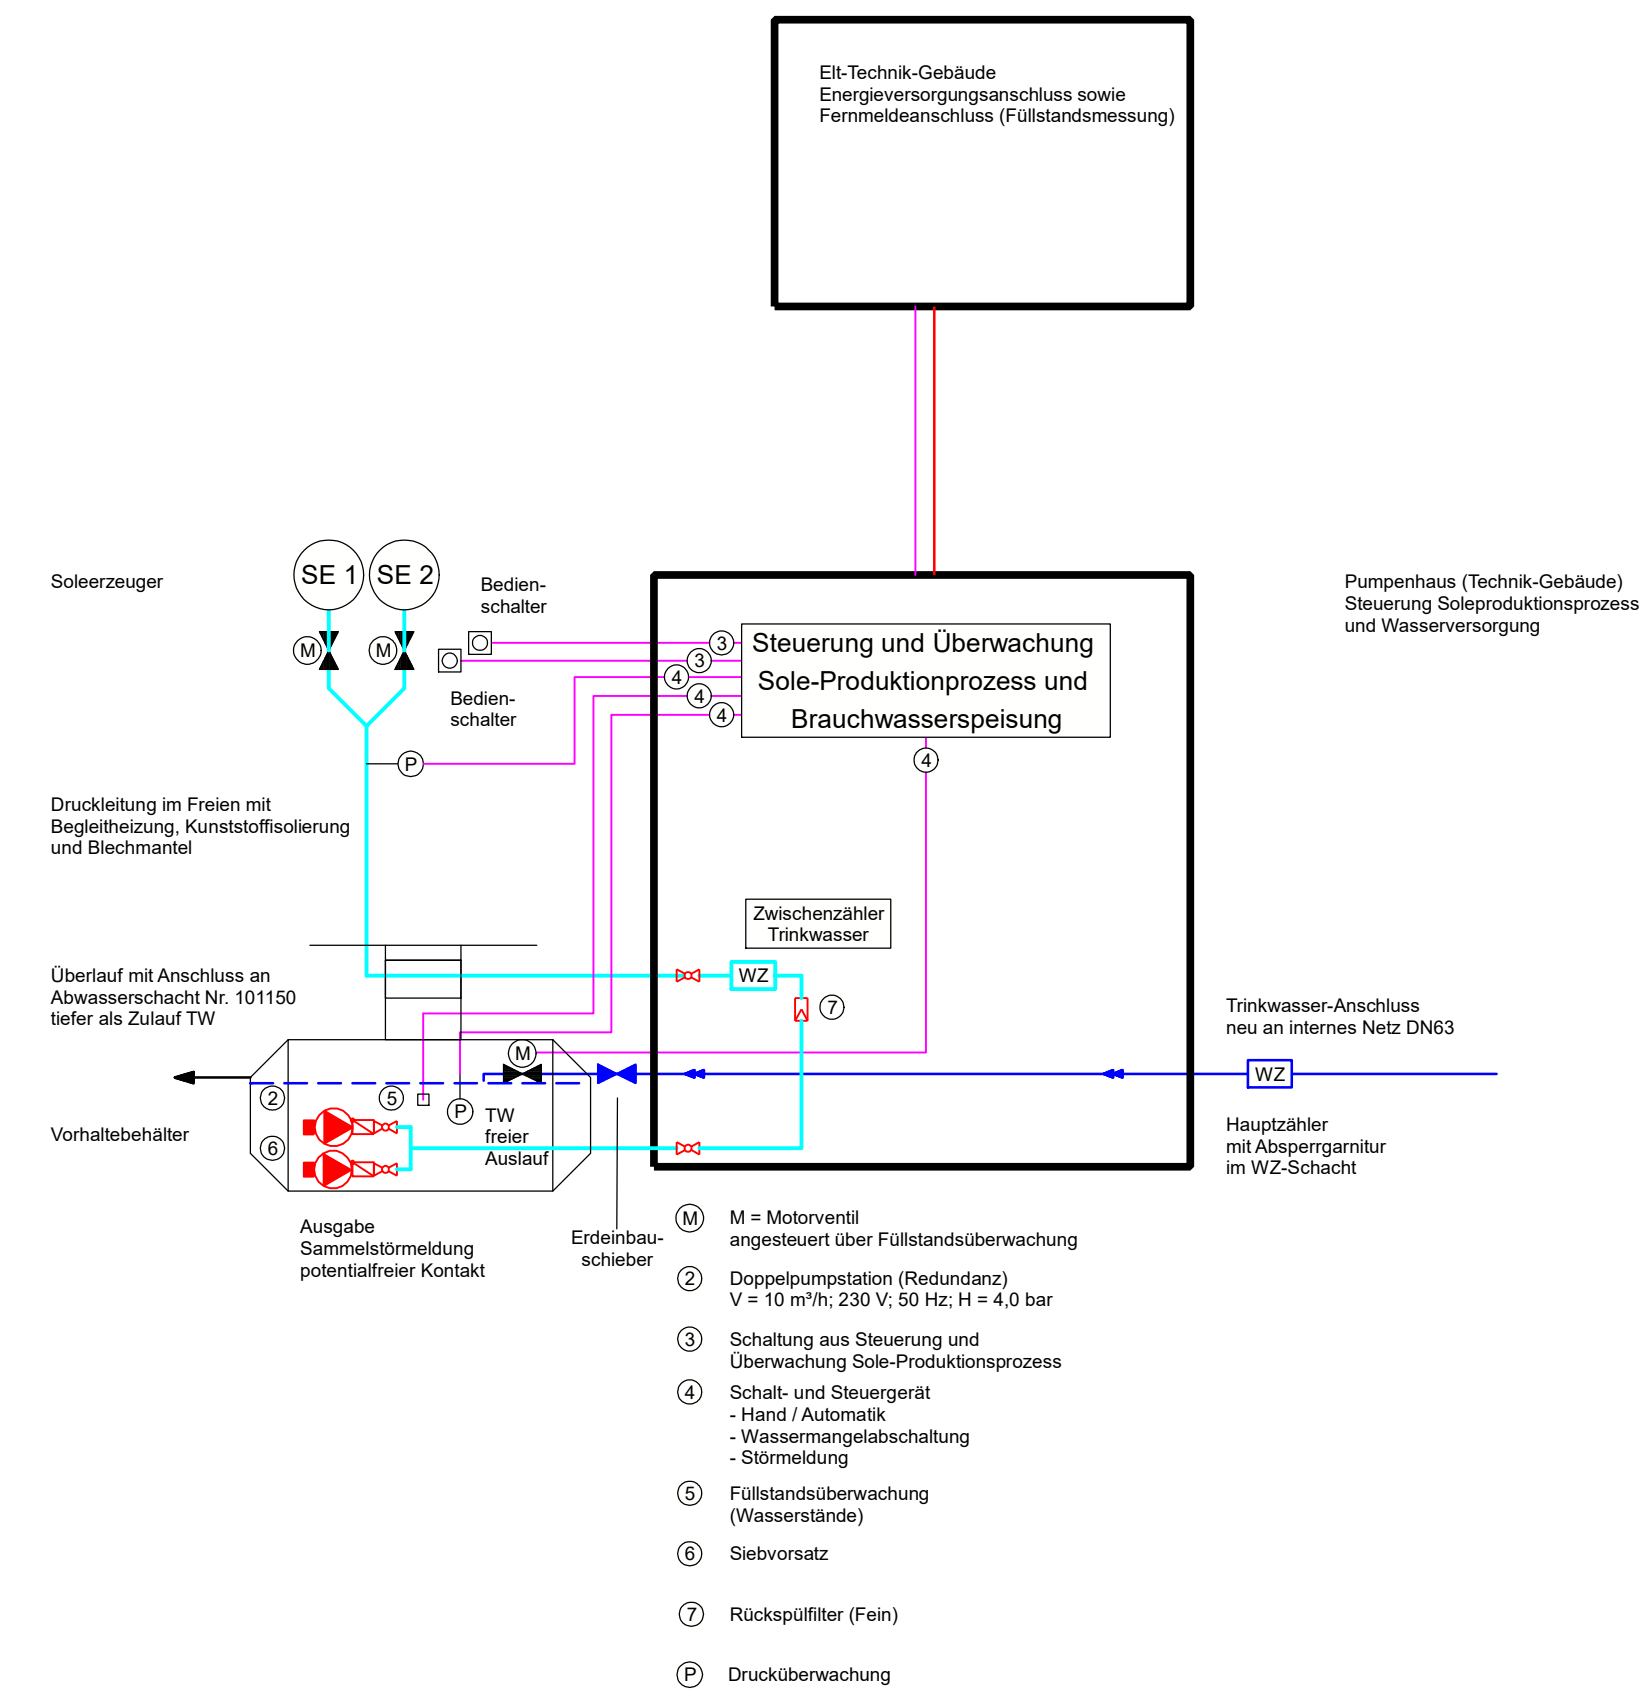 Elt-Technik-Gebäude
Energieversorgungsanschluss sowie
Fernmeldeanschluss (Füllstandsmessung)
Soleerzeuger
SE 1
SE 2
M
M
Bedien-
schalter
Bedien-
schalter
3
3
4
4
4
Steuerung und Überwachung
Sole-Produktionprozess und
Brauchwasserspeisung
4
Pumpenhaus (Technik-Gebäude)
Steuerung Soleproduktionsprozess
und Wasserversorgung
P
Druckleitung im Freien mit
Begleitheizung, Kunststoffisolierung
und Blechmantel
Zwischenzähler
Trinkwasser
WZ
7
Überlauf mit Anschluss an
Abwasserschacht Nr. 101150
tiefer als Zulauf TW
Trinkwasser-Anschluss
neu an internes Netz DN63
WZ
Hauptzähler
mit Absperrgarnitur
im WZ-Schacht
M
2
5
P
6
TW
freier
Auslauf
Vorhaltebehälter
Ausgabe
Sammelstörmeldung
potentialfreier Kontakt
Erdeinbau-
schieber
M M = Motorventil
angesteuert über Füllstandsüberwachung
2 Doppelpumpstation (Redundanz)
V = 10 m³/h; 230 V; 50 Hz; H = 4,0 bar
3 Schaltung aus Steuerung und
Überwachung Sole-Produktionsprozess
4 Schalt- und Steuergerät
- Hand / Automatik
- Wassermangelabschaltung
- Störmeldung
5 Füllstandsüberwachung
(Wasserstände)
6 Siebvorsatz
7 Rückspülfilter (Fein)
P Drucküberwachung